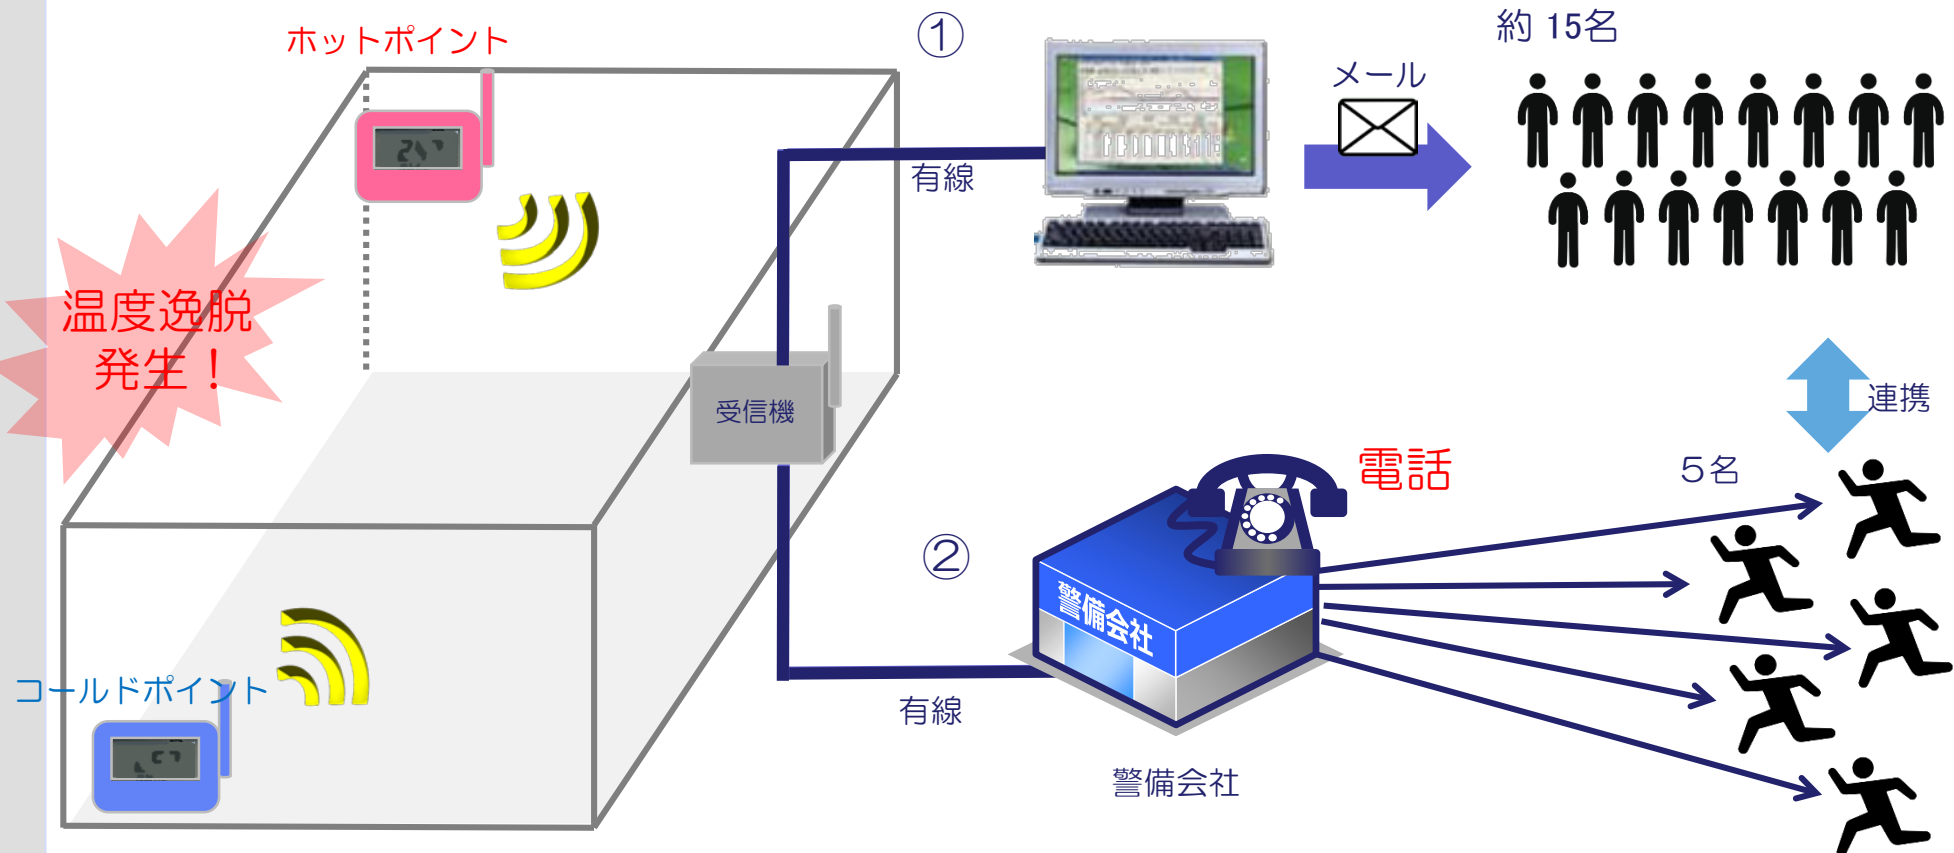 ホットポイント
①
約 15名
メール
有線
温度逸脱
発生！
受信機
連携
電話
５名
②
警備会社
コールドポイント
有線
警備会社